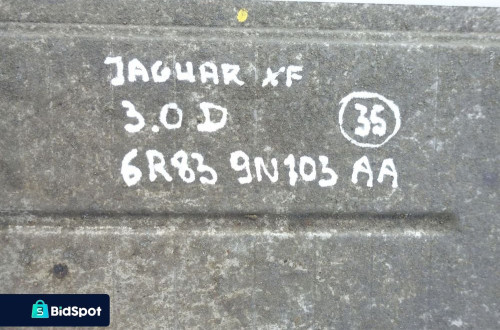 JAGUAR XF
3.0 D 35
6R83 9N103 AA
BidSpot